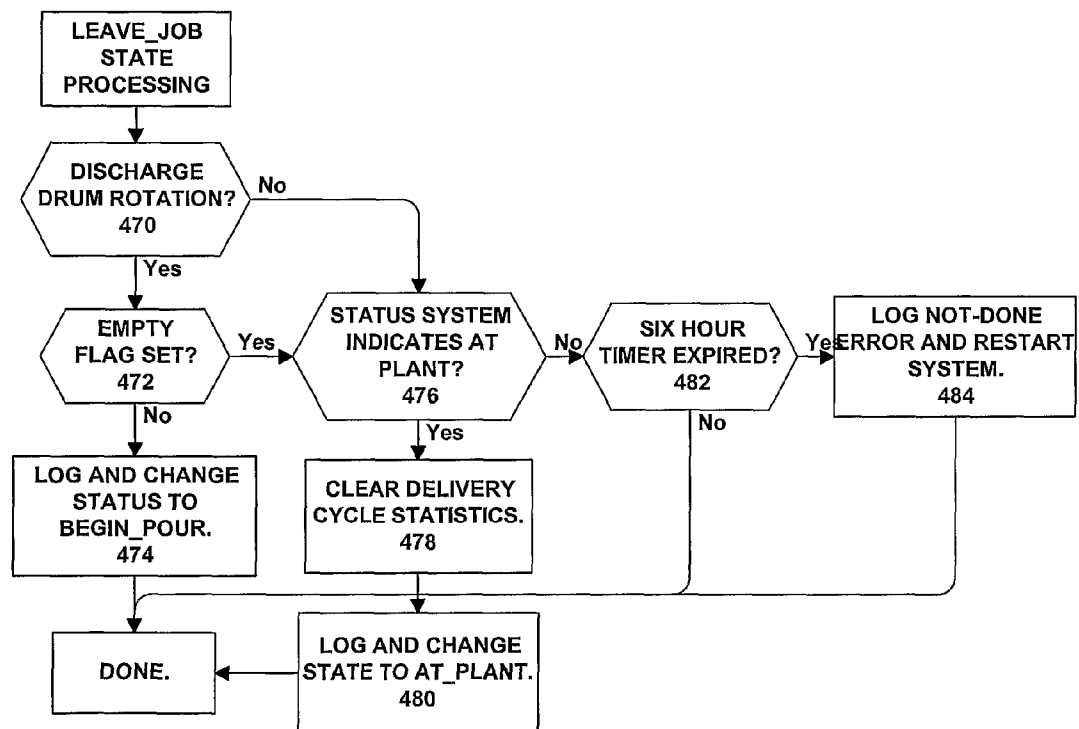 LEAVE_JOB
STATE
PROCESSING
DISCHARGE
DRUM ROTATION?
470
No
Yes
EMPTY
FLAG SET?
472
Yes
No
STATUS SYSTEM
INDICATES AT
PLANT?
476
No
Yes
SIX HOUR
TIMER EXPIRED?
482
Yes
No
LOG NOT-DONE
ERROR AND RESTART
SYSTEM.
484
LOG AND CHANGE
STATUS TO
BEGIN_POUR.
474
CLEAR DELIVERY
CYCLE STATISTICS.
478
DONE.
LOG AND CHANGE
STATE TO AT_PLANT.
480